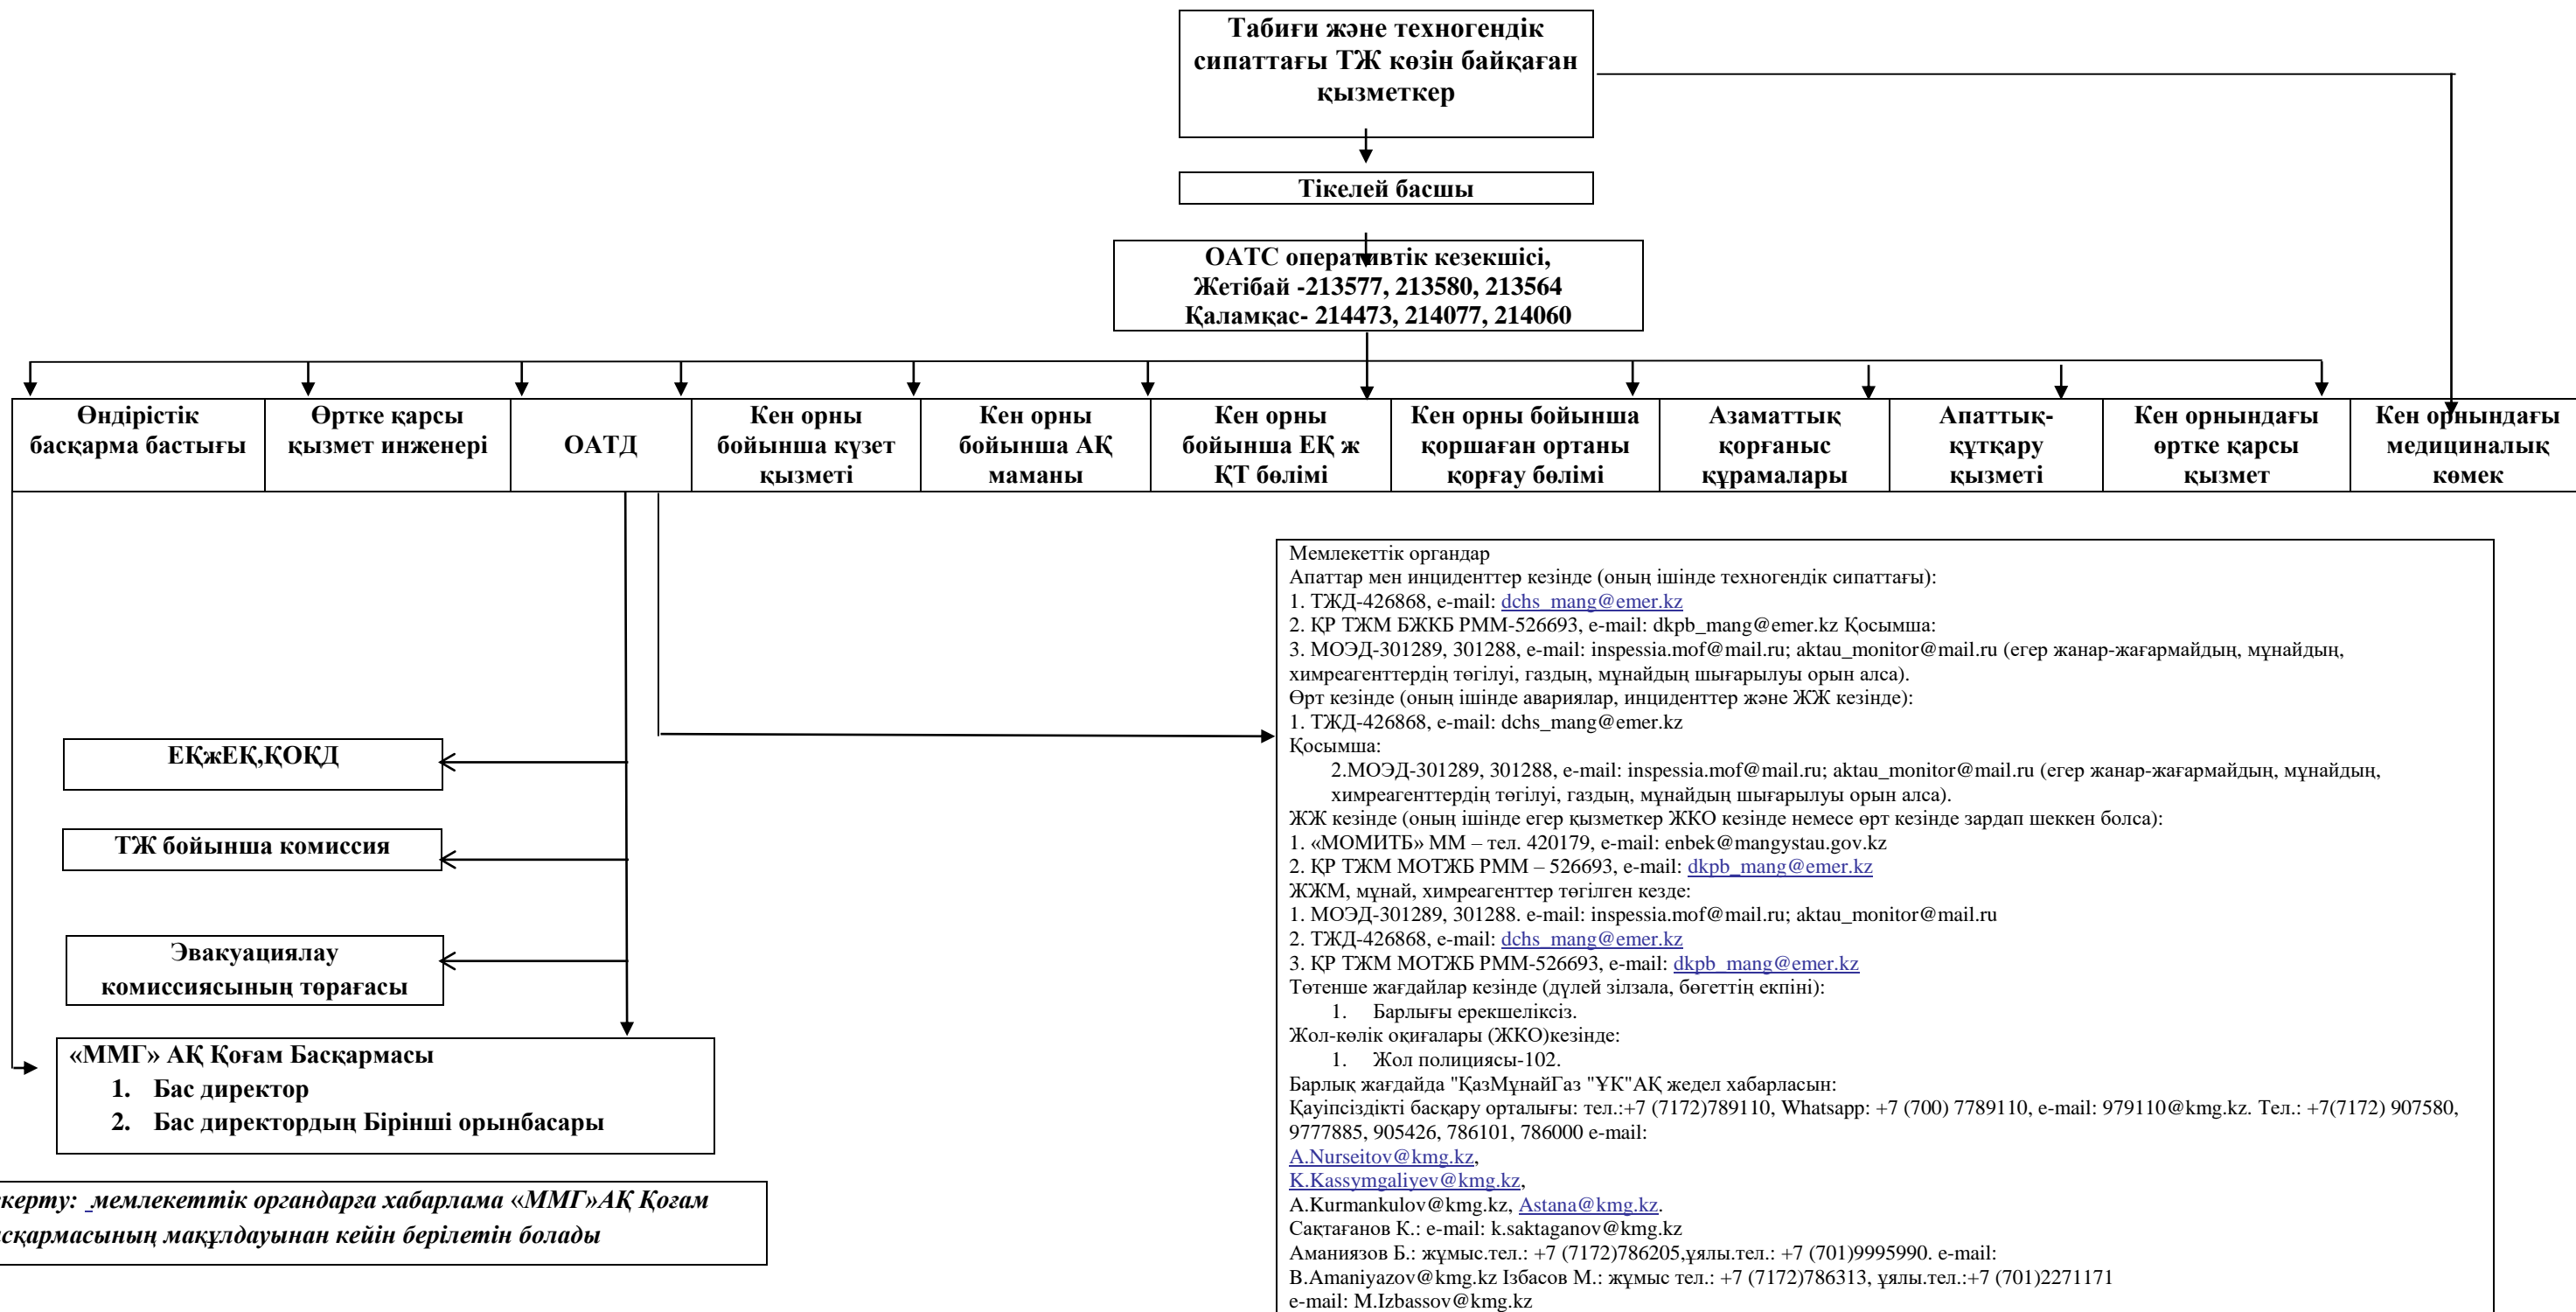 Табиғи және техногендік
сипаттағы ТЖ көзін байқаған
қызметкер
Тікелей басшы
ОАТС оперативтік кезекшісі,
Жетібай -213577, 213580, 213564
Қаламқас- 214473, 214077, 214060
Өндірістік
басқарма бастығы
Өртке қарсы
қызмет инженері
ОАТД
Кен орны
бойынша күзет
қызметі
Кен орны
бойынша АҚ
маманы
Кен орны
бойынша ЕҚ ж
ҚТ бөлімі
Кен орны бойынша
қоршаған ортаны
қорғау бөлімі
Азаматтық
қорғаныс
құрамалары
Апаттық-
құтқару
қызметі
Кен орнындағы
өртке қарсы
қызмет
Кен орнындағы
медициналық
көмек
ЕҚжЕҚ,ҚОҚД
ТЖ бойынша комиссия
Эвакуациялау
комиссиясының төрағасы
«ММГ» АҚ Қоғам Басқармасы
1. Бас директор
2. Бас директордың Бірінші орынбасары
керту: мемлекеттік органдарға хабарлама «ММГ»АҚ Қоғам
сқармасының мақұлдауынан кейін берілетін болады
Мемлекеттік органдар
Апаттар мен инциденттер кезінде (оның ішінде техногендік сипаттағы):
1. ТЖД-426868, e-mail: dchs_mang@emer.kz
2. ҚР ТЖМ БЖКБ РММ-526693, e-mail: dkpb_mang@emer.kz Қосымша:
3. МОЭД-301289, 301288, e-mail: inspessia.mof@mail.ru; aktau_monitor@mail.ru (егер жанар-жағармайдың, мұнайдың,
химреагенттердің төгілуі, газдың, мұнайдың шығарылуы орын алса).
Өрт кезінде (оның ішінде авариялар, инциденттер және ЖЖ кезінде):
1. ТЖД-426868, e-mail: dchs_mang@emer.kz
Қосымша:
2.МОЭД-301289, 301288, e-mail: inspessia.mof@mail.ru; aktau_monitor@mail.ru (егер жанар-жағармайдың, мұнайдың,
химреагенттердің төгілуі, газдың, мұнайдың шығарылуы орын алса).
ЖЖ кезінде (оның ішінде егер қызметкер ЖКО кезінде немесе өрт кезінде зардап шеккен болса):
1. «МОМИТБ» ММ – тел. 420179, e-mail: enbek@mangystau.gov.kz
2. ҚР ТЖМ МОТЖБ РММ – 526693, e-mail: dkpb_mang@emer.kz
ЖЖМ, мұнай, химреагенттер төгілген кезде:
1. МОЭД-301289, 301288. e-mail: inspessia.mof@mail.ru; aktau_monitor@mail.ru
2. ТЖД-426868, e-mail: dchs_mang@emer.kz
3. ҚР ТЖМ МОТЖБ РММ-526693, e-mail: dkpb_mang@emer.kz
Төтенше жағдайлар кезінде (дүлей зілзала, бөгеттің екпіні):
1. Барлығы ерекшеліксіз.
Жол-көлік оқиғалары (ЖКО)кезінде:
1. Жол полициясы-102.
Барлық жағдайда "ҚазМұнайГаз "ҰК"АҚ жедел хабарласын:
Қауіпсіздікті басқару орталығы: тел.:+7 (7172)789110, Whatsapp: +7 (700) 7789110, e-mail: 979110@kmg.kz. Тел.: +7(7172) 907580,
9777885, 905426, 786101, 786000 e-mail:
A.Nurseitov@kmg.kz,
K.Kassymgaliyev@kmg.kz,
A.Kurmankulov@kmg.kz, Astana@kmg.kz.
Сақтағанов К.: e-mail: k.saktaganov@kmg.kz
Аманиязов Б.: жұмыс.тел.: +7 (7172)786205,ұялы.тел.: +7 (701)9995990. e-mail:
B.Amaniyazov@kmg.kz Ізбасов М.: жұмыс тел.: +7 (7172)786313, ұялы.тел.:+7 (701)2271171
e-mail: M.Izbassov@kmg.kz